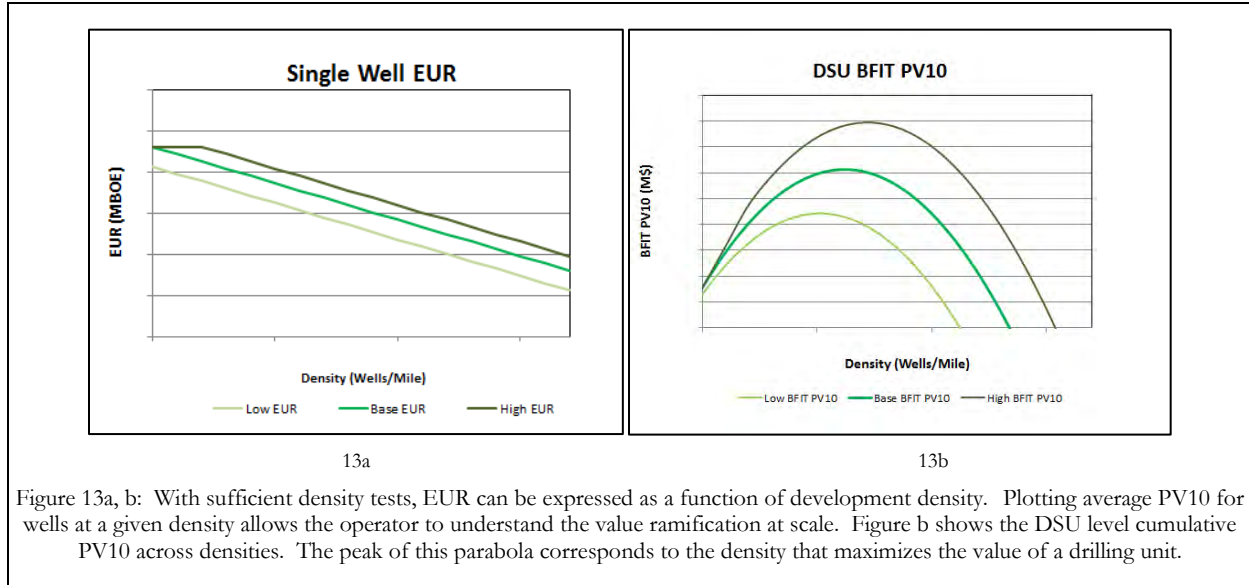 Single Well EUR
EUR (MBOE)
Density (Wells/Mile)
Low EUR Base EUR High EUR
DSU BFIT PV10
BFIT PV10 (M$)
Density (Wells/Mile)
Low BFIT PV10 Base BFIT PV10 High BFIT PV10
13a
13b
Figure 13a, b: With sufficient density tests, EUR can be expressed as a function of development density. Plotting average PV10 for
wells at a given density allows the operator to understand the value ramification at scale. Figure b shows the DSU level cumulative
PV10 across densities. The peak of this parabola corresponds to the density that maximizes the value of a drilling unit.